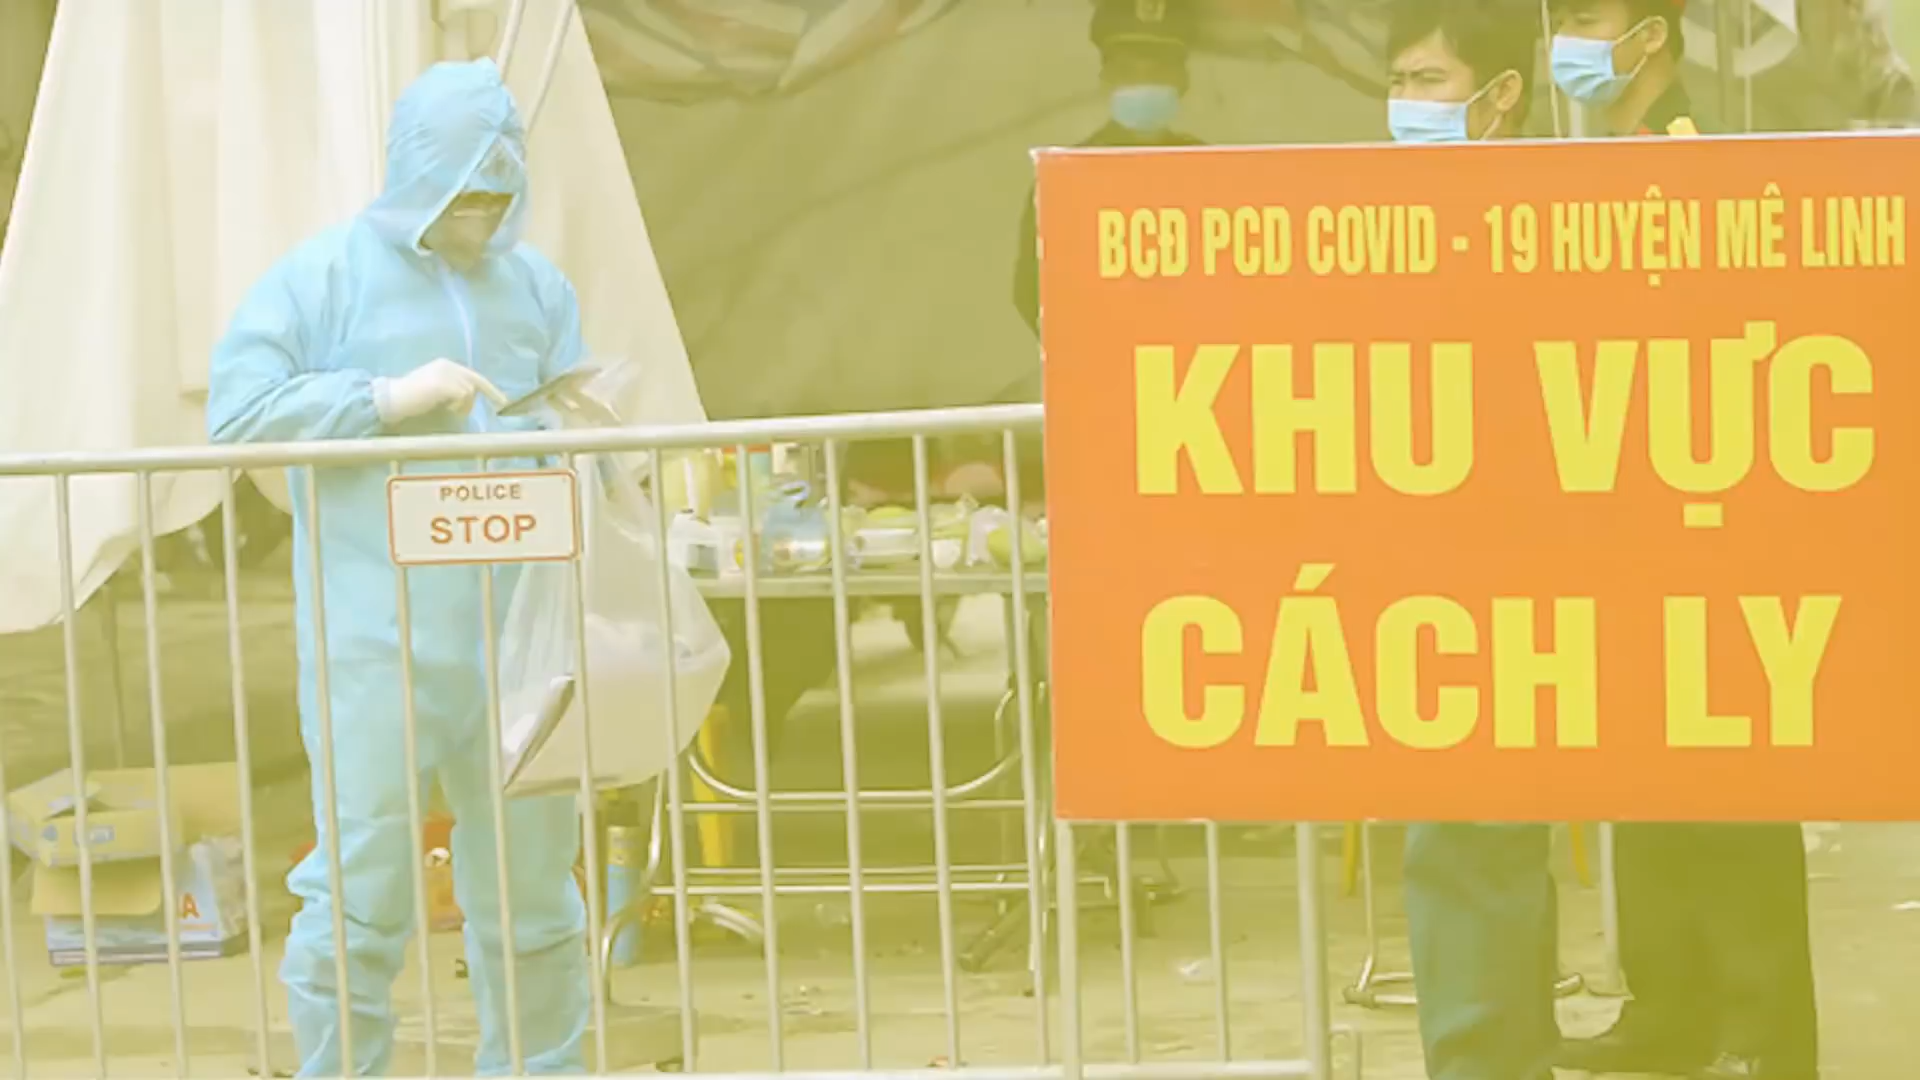 BCĐ PCD COVID - 19 HUYỆN MÊ LINH
KHU VỰC
CÁCH LY
POLICE
STOP